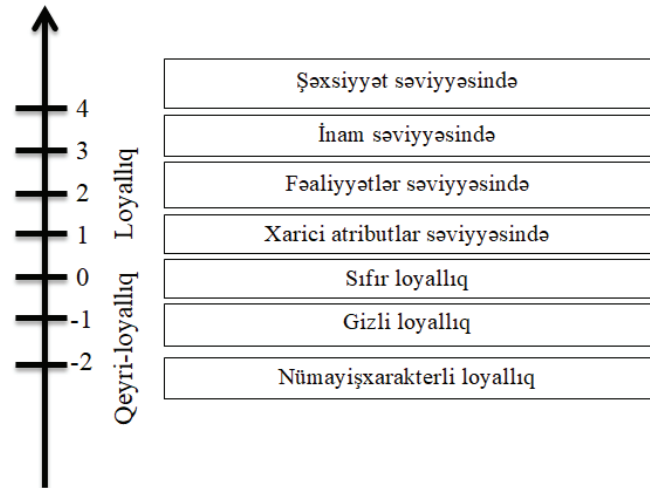 Şəxsiyyət səviyyəsində
4
İnam səviyyəsində
3
Fəaliyyətlər səviyyəsində
2
Loyallıq
Xarici atributlar səviyyəsində
1
Sıfır loyallıq
0
Gizli loyallıq
-1
Qeyri-loyallıq
Nümayişxarakterli loyallıq
-2